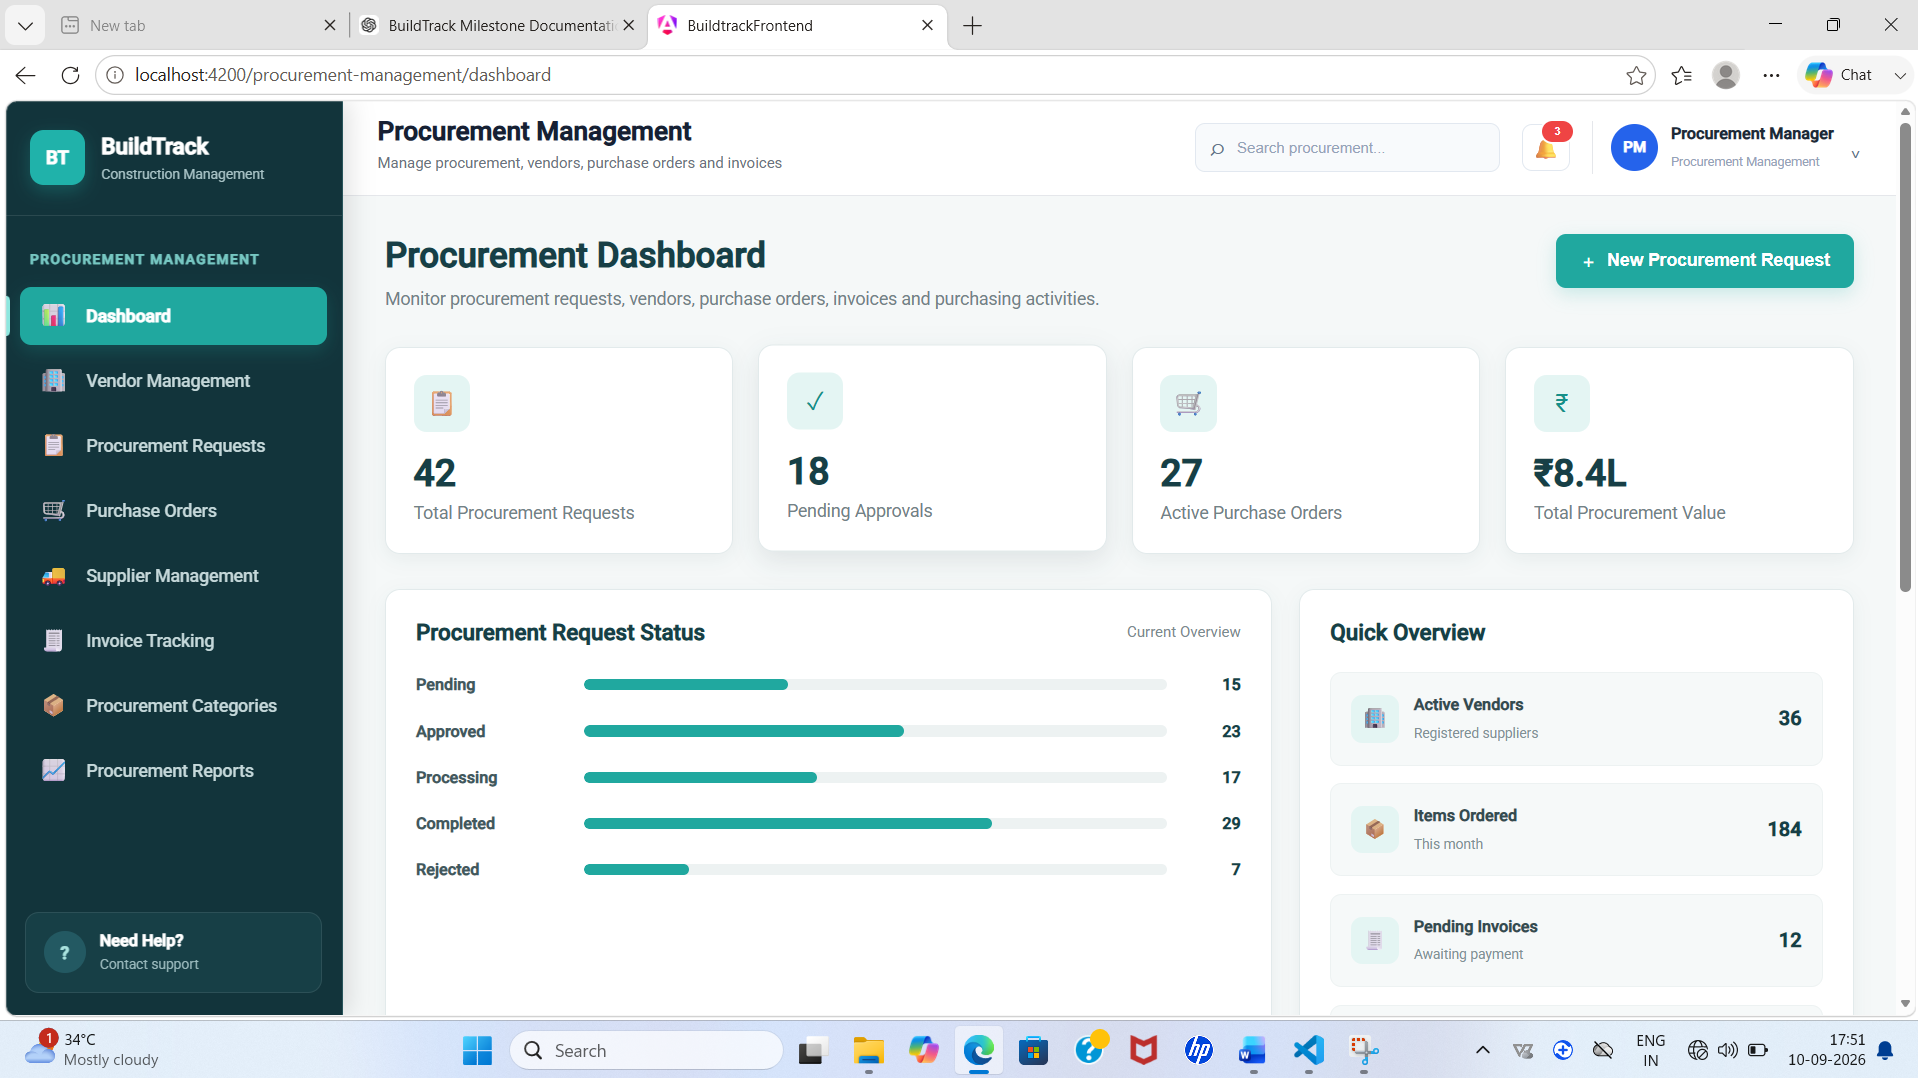 New tab
BuildTrack Milestone Documentati
BuildtrackFrontend
localhost:4200/procurement-management/dashboard
Chat
BT
BuildTrack
Construction Management
PROCUREMENT MANAGEMENT
Dashboard
Vendor Management
Procurement Requests
Purchase Orders
Supplier Management
Invoice Tracking
Procurement Categories
Procurement Reports
?
Need Help?
Contact support
Procurement Management
Manage procurement, vendors, purchase orders and invoices
Search procurement...
3
PM
Procurement Manager
Procurement Management
v
Procurement Dashboard
Monitor procurement requests, vendors, purchase orders, invoices and purchasing activities.
+ New Procurement Request
42
Total Procurement Requests
✓
18
Pending Approvals
27
Active Purchase Orders
₹
₹8.4L
Total Procurement Value
Procurement Request Status
Current Overview
Pending 15
Approved 23
Processing 17
Completed 29
Rejected 7
Quick Overview
Active Vendors
Registered suppliers
36
Items Ordered
This month
184
Pending Invoices
Awaiting payment
12
1
34°C
Mostly cloudy
Search
ENG
IN
17:51
10-09-2026